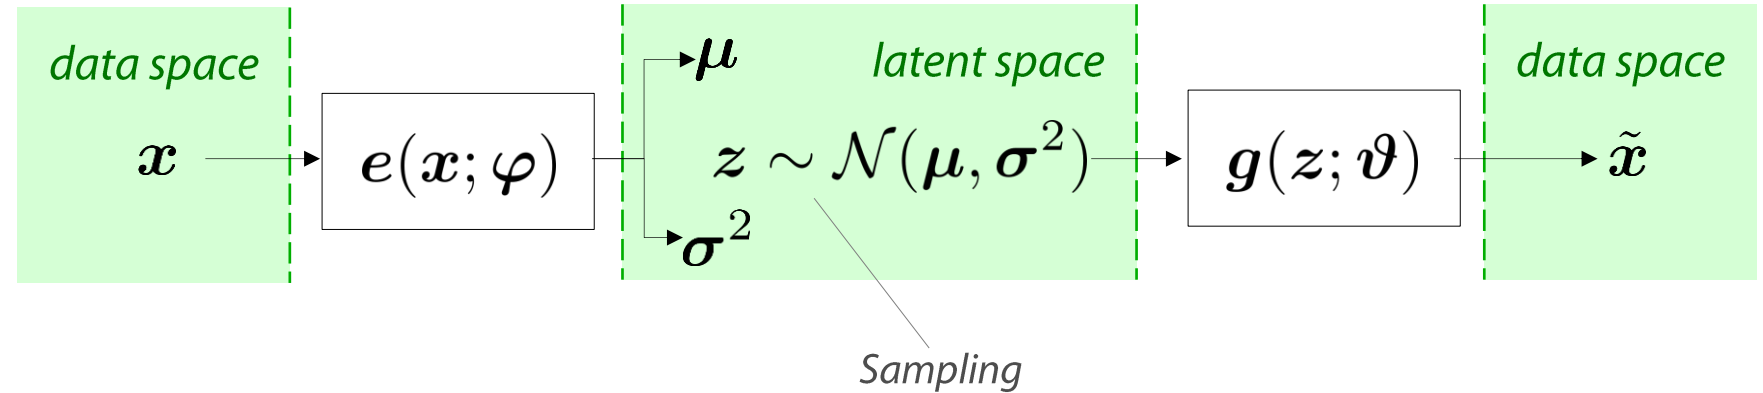 data space
x
e(x; φ)
μ
latent space
z ∼ 𝒩(μ, σ²)
σ²
g(z; ϑ)
data space
x̃
Sampling